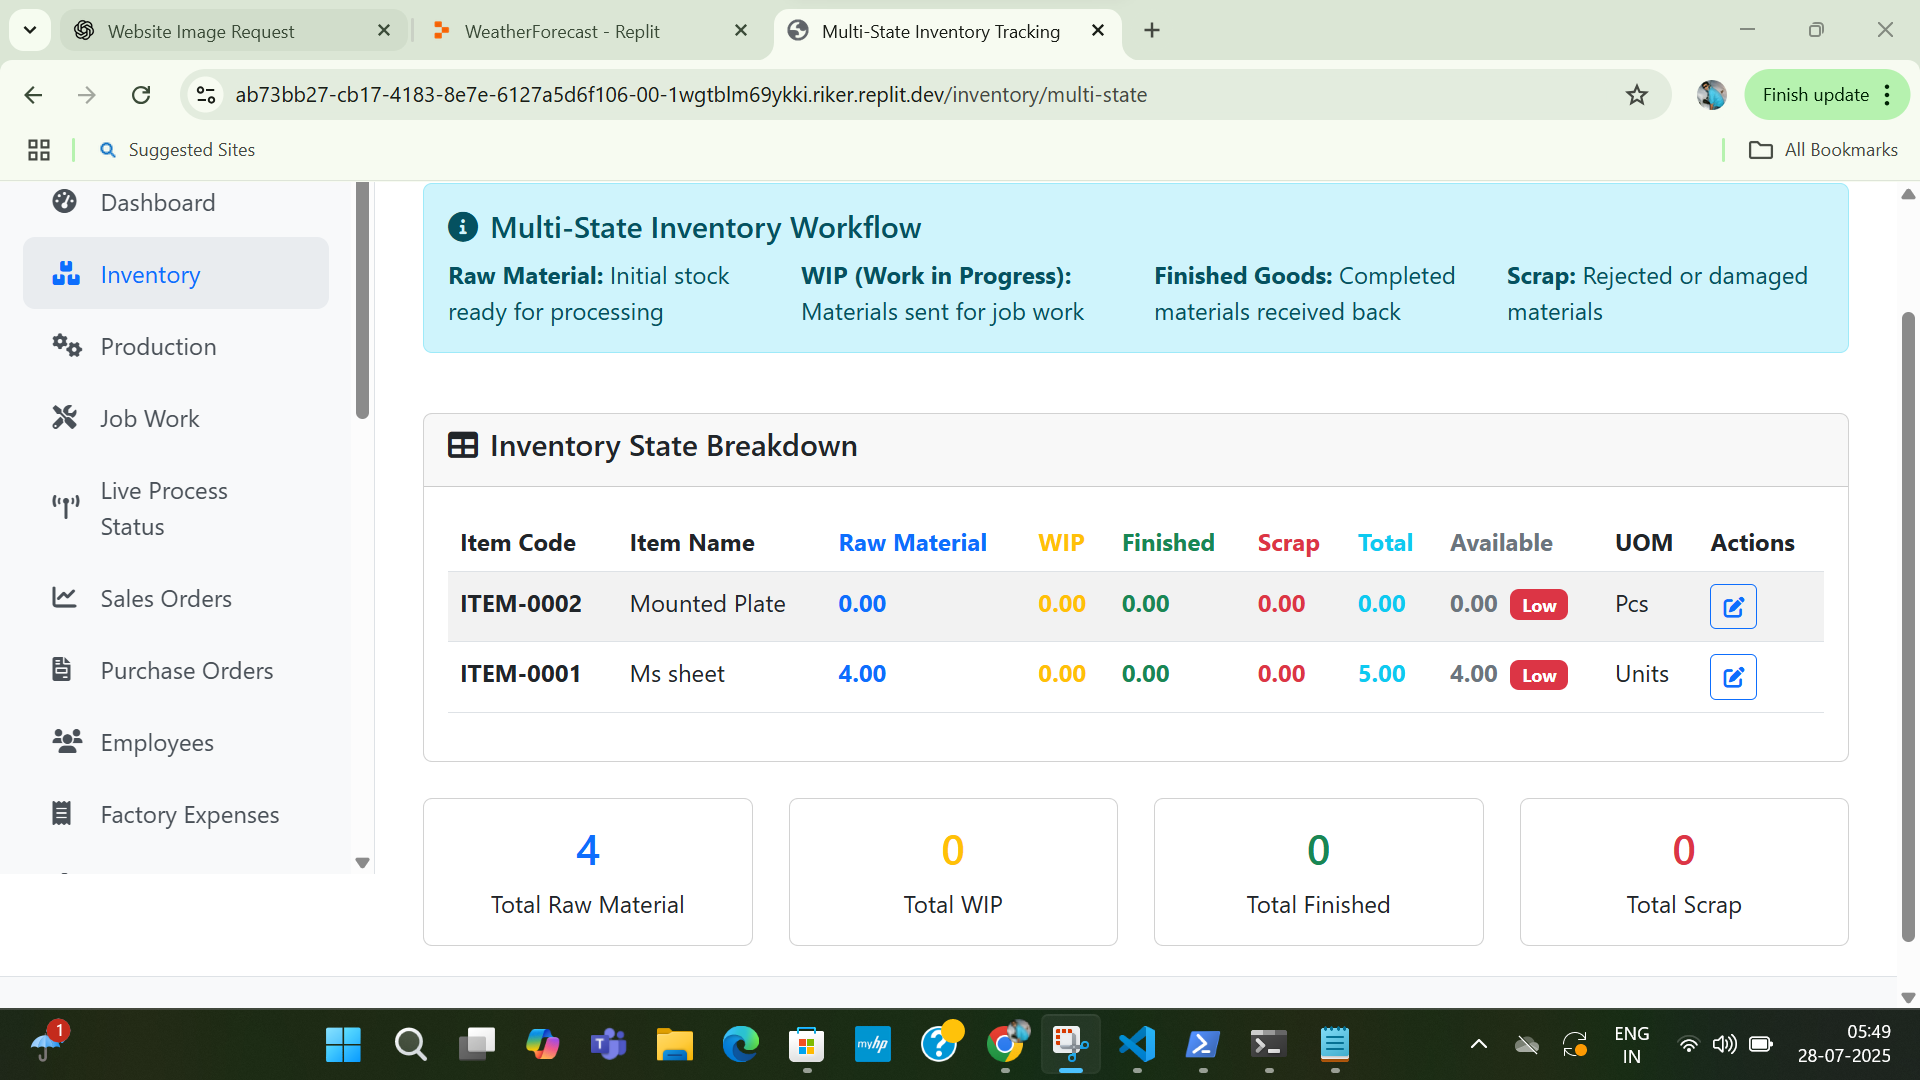 Website Image Request
WeatherForecast - Replit
Multi-State Inventory Tracking
ab73bb27-cb17-4183-8e7e-6127a5d6f106-00-1wgtblm69ykki.riker.replit.dev/inventory/multi-state
Finish update
Suggested Sites
All Bookmarks
Dashboard
Inventory
Production
Job Work
Live Process
Status
Sales Orders
Purchase Orders
Employees
Factory Expenses
Multi-State Inventory Workflow
Raw Material: Initial stock
ready for processing
WIP (Work in Progress):
Materials sent for job work
Finished Goods: Completed
materials received back
Scrap: Rejected or damaged
materials
Inventory State Breakdown
Item Code Item Name Raw Material WIP Finished Scrap Total Available UOM Actions
ITEM-0002 Mounted Plate 0.00 0.00 0.00 0.00 0.00 0.00 Low Pcs
ITEM-0001 Ms sheet 4.00 0.00 0.00 0.00 5.00 4.00 Low Units
4
Total Raw Material
0
Total WIP
0
Total Finished
0
Total Scrap
1
myhp
ENG
IN
05:49
28-07-2025